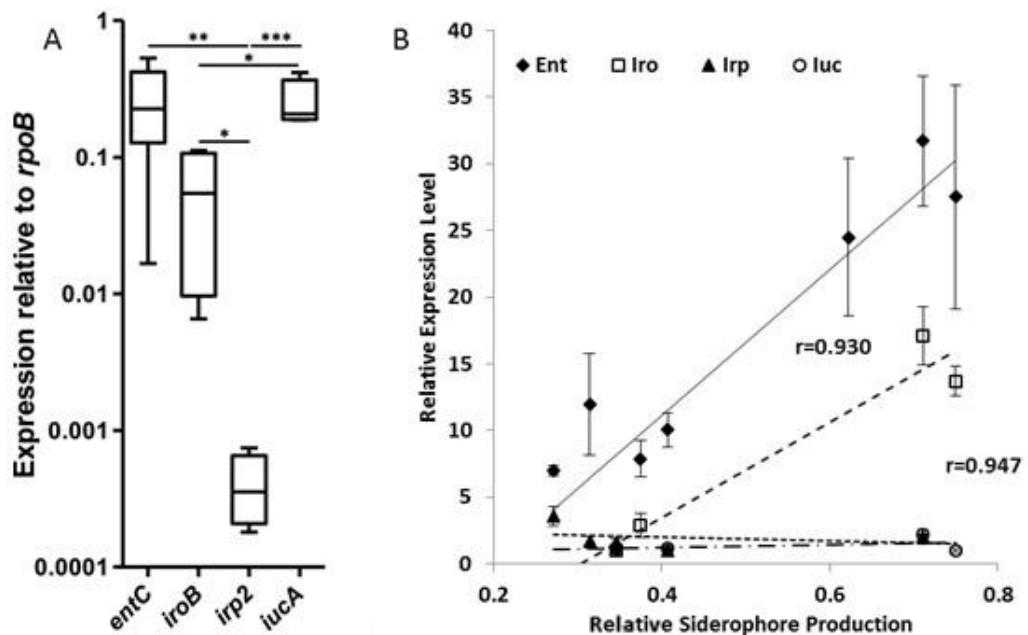 A
Expression relative to rpoB
1
0.1
0.01
0.001
0.0001
**
***
*
*
entC
iroB
irp2
iucA
B
Relative Expression Level
40
35
30
25
20
15
10
5
0
Ent
Iro
Irp
Iuc
r=0.930
r=0.947
0.2
0.4
0.6
0.8
Relative Siderophore Production